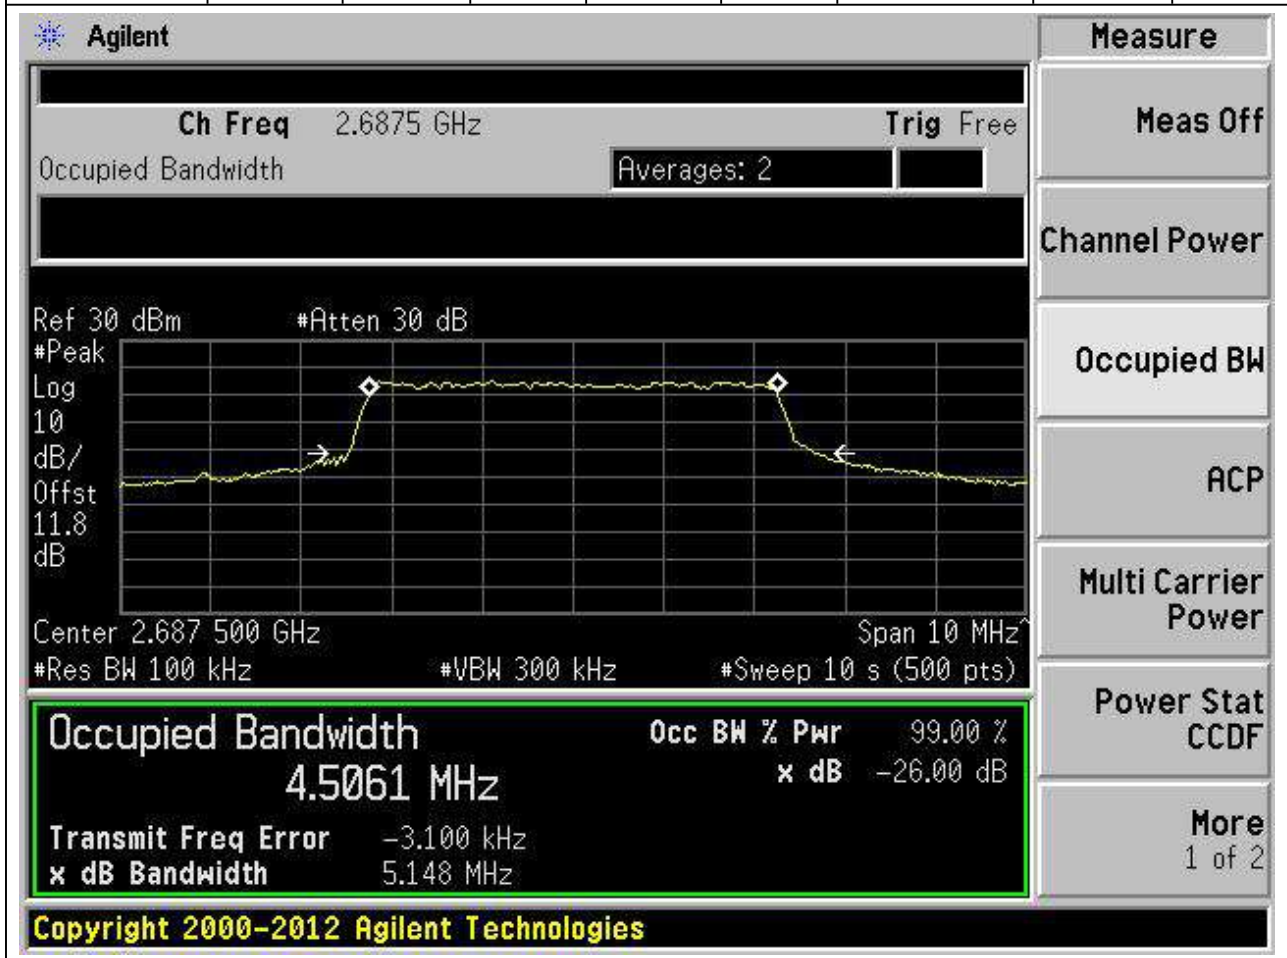 Agilent
Measure
Ch Freq 2.6875 GHz Trig Free
Occupied Bandwidth Averages: 2
Meas Off
Channel Power
Occupied BW
ACP
Multi Carrier
Power
Power Stat
CCDF
More
1 of 2
Ref 30 dBm #Atten 30 dB
#Peak
Log
10
dB/
Offst
11.8
dB
Center 2.687 500 GHz Span 10 MHz^
#Res BW 100 kHz #VBW 300 kHz #Sweep 10 s (500 pts)
Occupied Bandwidth Occ BW % Pwr 99.00 %
4.5061 MHz x dB -26.00 dB
Transmit Freq Error -3.100 kHz
x dB Bandwidth 5.148 MHz
Copyright 2000-2012 Agilent Technologies